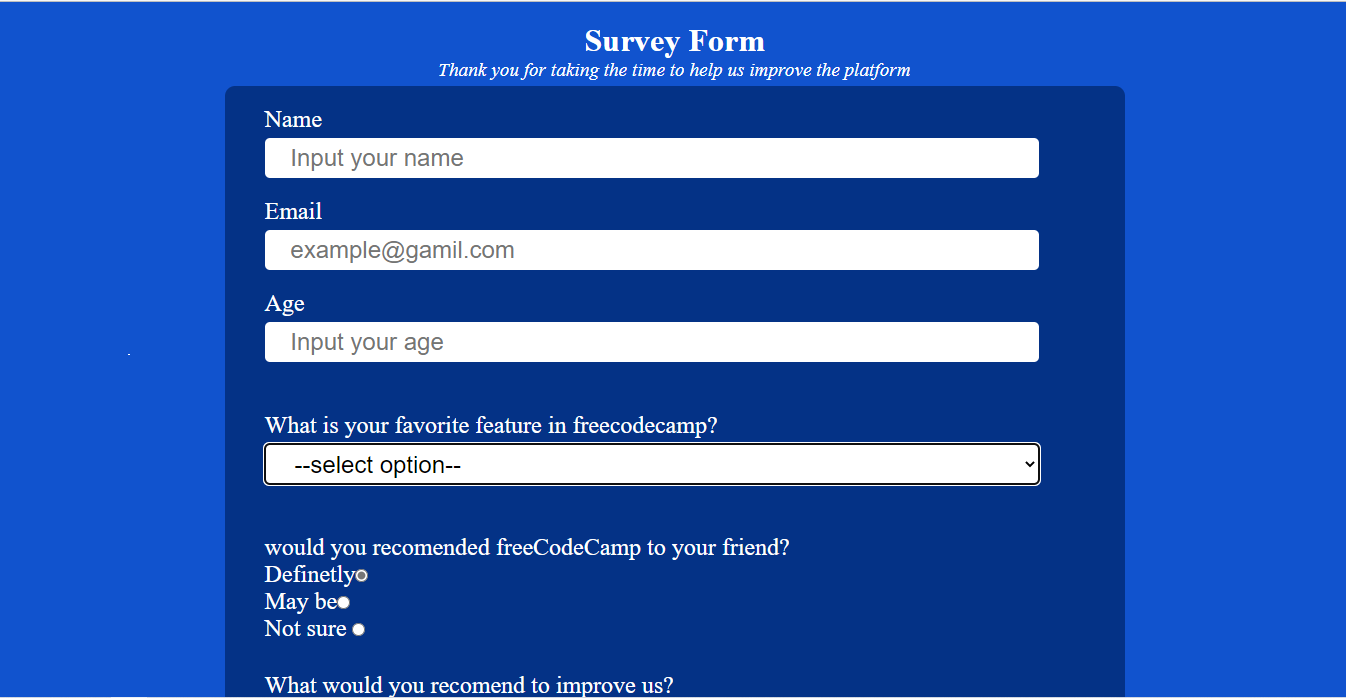 Survey Form
Thank you for taking the time to help us improve the platform
Name
Input your name
Email
example@gamil.com
Age
Input your age
What is your favorite feature in freecodecamp?
--select option--
would you recomended freeCodeCamp to your friend?
Definetly
May be
Not sure
What would you recomend to improve us?